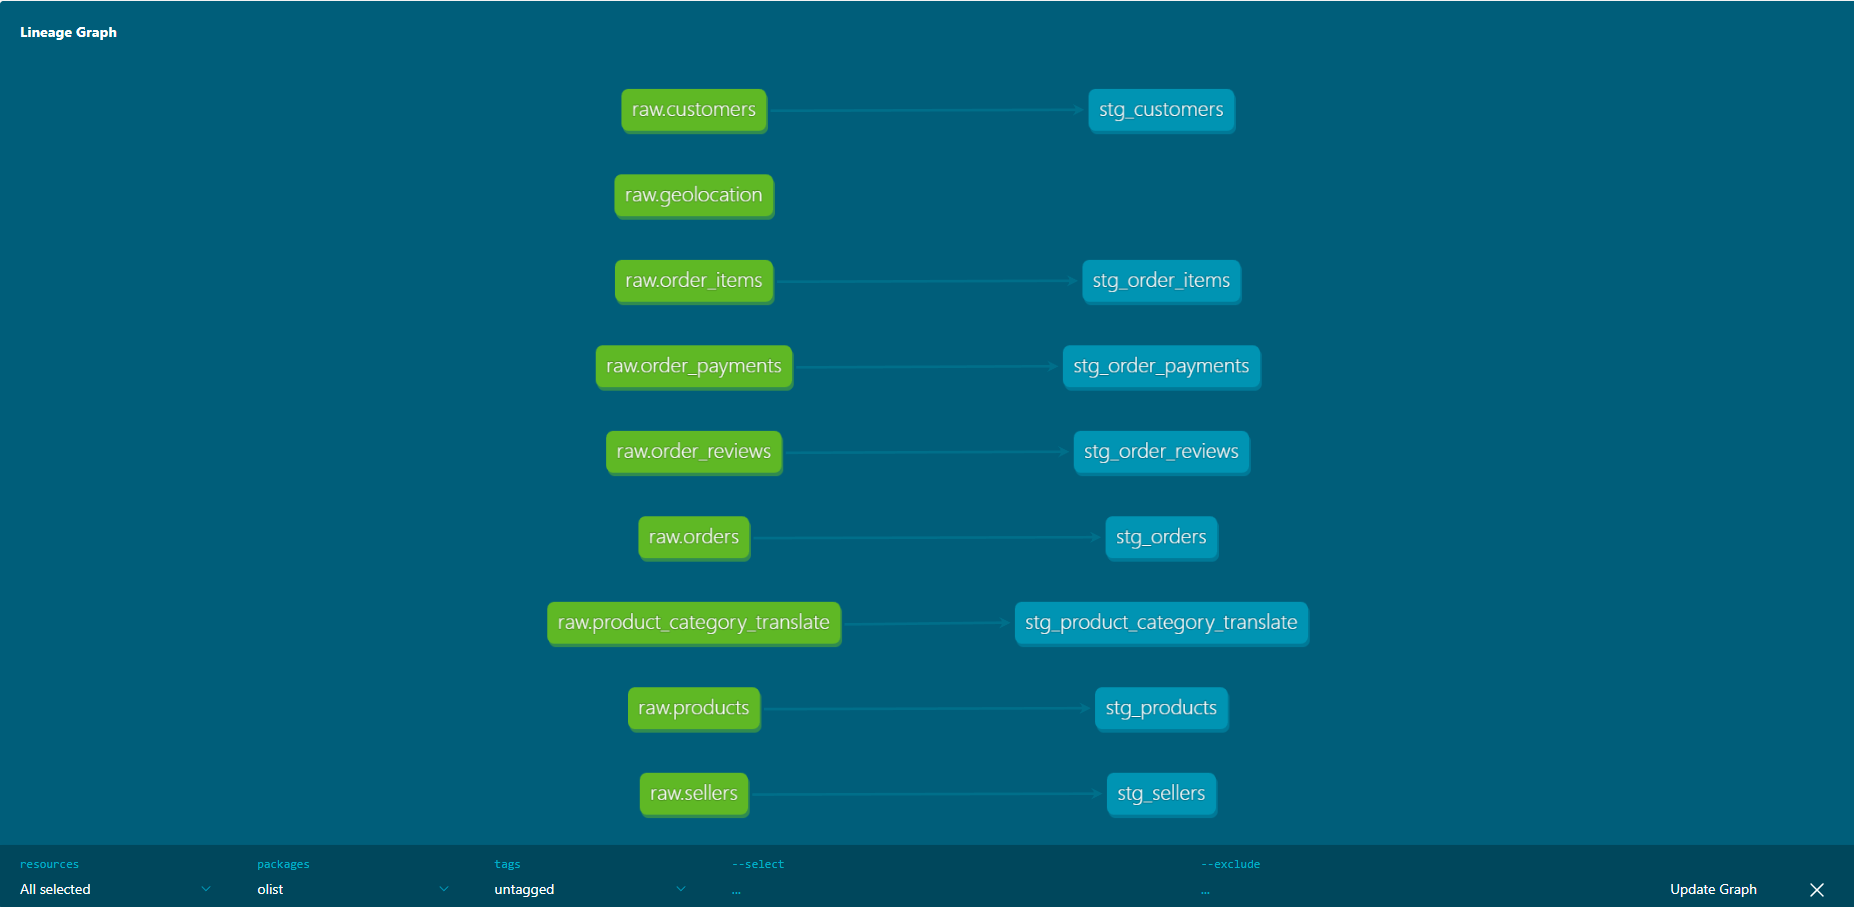 Lineage Graph
raw.customers
stg_customers
raw.geolocation
raw.order_items
stg_order_items
raw.order_payments
stg_order_payments
raw.order_reviews
stg_order_reviews
raw.orders
stg_orders
raw.product_category_translate
stg_product_category_translate
raw.products
stg_products
raw.sellers
stg_sellers
resources
packages
tags
--select
--exclude
All selected
olist
untagged
...
...
Update Graph